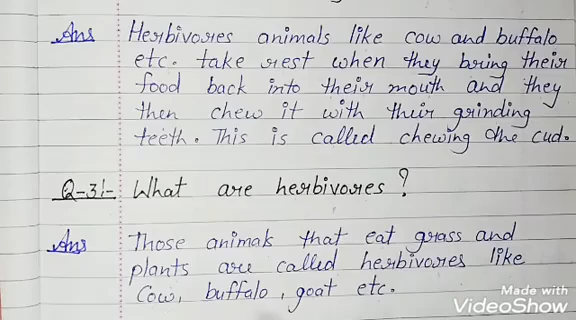 Ans Herbivores animals like cow and buffalo
etc. take rest when they bring their
food back into their mouth and they
then chew it with their grinding
teeth. This is called chewing the cud.
Q-3:- What are herbivores?
Ans Those animals that eat grass and
plants are called herbivores like
Cow, buffalo, goat etc.
Made with
VideoShow